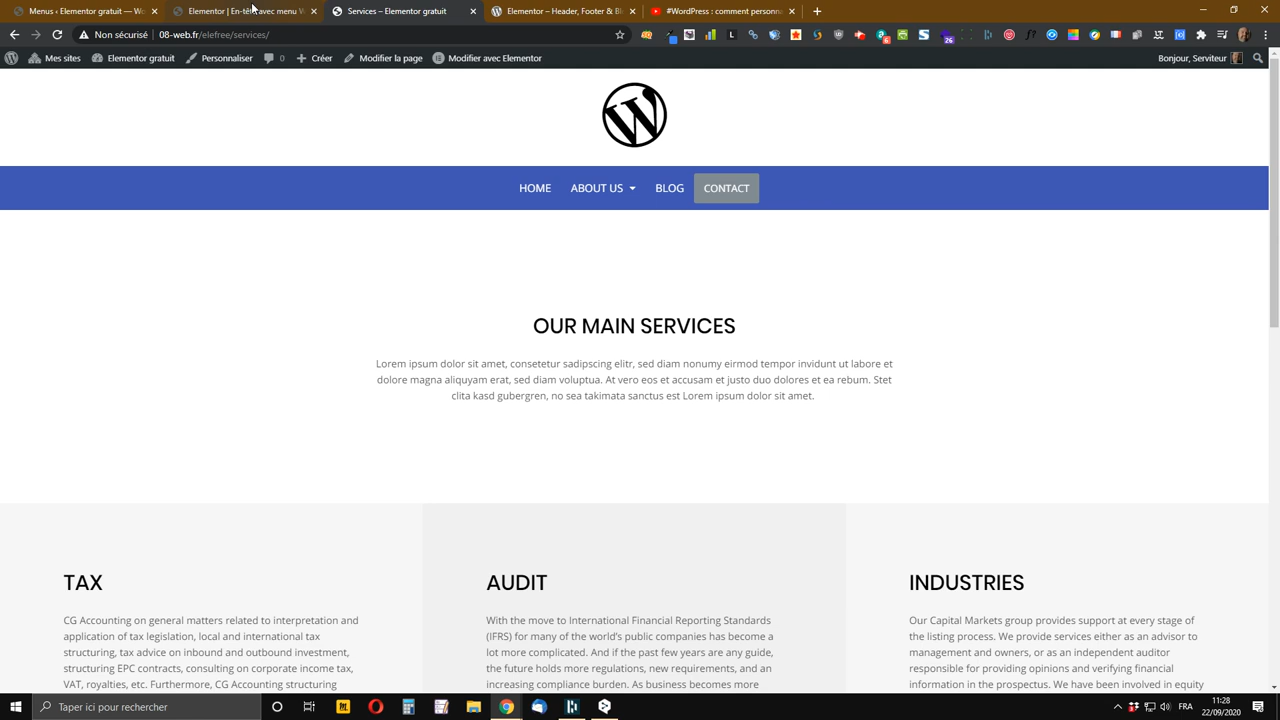 Menus ‹ Elementor gratuit — Wo
Elementor | En-tête avec menu W
Services – Elementor gratuit
Elementor : Header, menu et Bl
#WordPress : comment personn
Non sécurisé | 08-web.fr/elefree/services/
6
26
Mes sites
Elementor gratuit
Personnaliser
0
Créer
Modifier la page
Modifier avec Elementor
Bonjour, Serviteur
HOME
ABOUT US
BLOG
CONTACT
OUR MAIN SERVICES
Lorem ipsum dolor sit amet, consetetur sadipscing elitr, sed diam nonumy eirmod tempor invidunt ut labore et
dolore magna aliquyam erat, sed diam voluptua. At vero eos et accusam et justo duo dolores et ea rebum. Stet
clita kasd gubergren, no sea takimata sanctus est Lorem ipsum dolor sit amet.
TAX
CG Accounting on general matters related to interpretation and
application of tax legislation, local and international tax
structuring, tax advice on inbound and outbound investment,
structuring EPC contracts, consulting on corporate income tax,
VAT, royalties, etc. Furthermore, CG Accounting structuring
AUDIT
With the move to International Financial Reporting Standards
(IFRS) for many of the world's public companies has become a
lot more complicated. And if the past few years are any guide,
the future holds more regulations, new requirements, and an
increasing compliance burden. As business becomes more
INDUSTRIES
Our Capital Markets group provides support at every stage of
the listing process. We provide services either as an advisor to
management and owners, or as an independent auditor
responsible for providing opinions and verifying financial
information in the prospectus. We have been involved in equity
Taper ici pour rechercher
FRA
11:28
22/09/2020